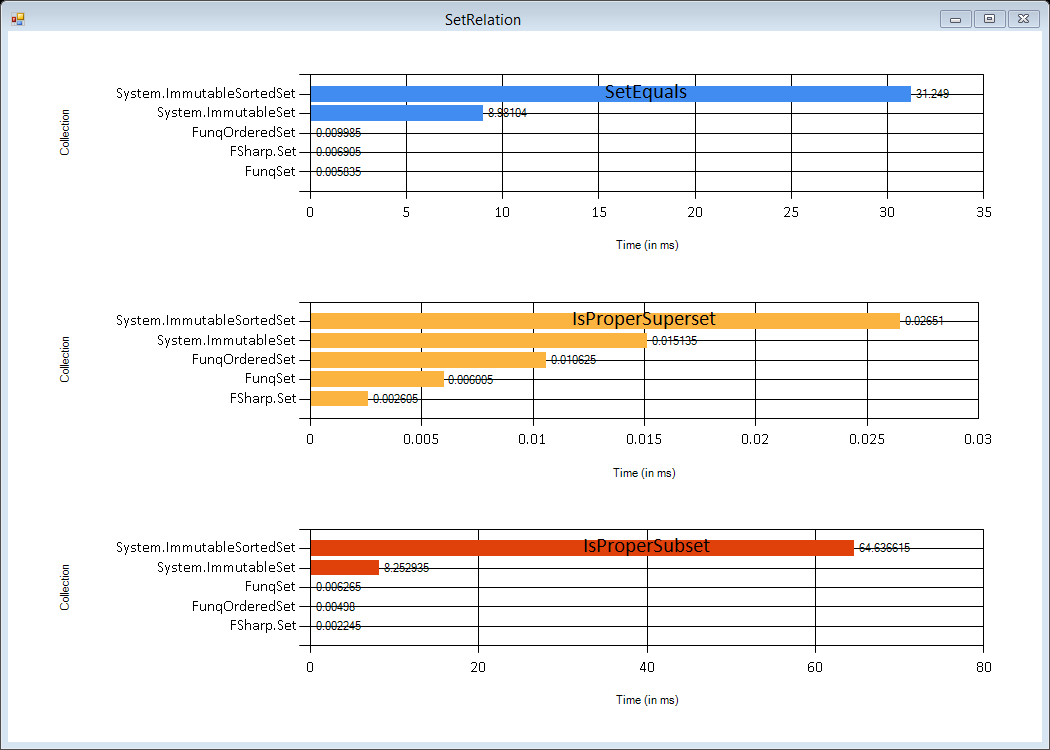 SetRelation
SetEquals
Collection
System.ImmutableSortedSet 31.249
System.ImmutableSet 8.98104
FunqOrderedSet 0.009985
FSharp.Set 0.006905
FunqSet 0.005835
0 5 10 15 20 25 30 35
Time (in ms)
IsProperSuperset
Collection
System.ImmutableSortedSet 0.02651
System.ImmutableSet 0.015135
FunqOrderedSet 0.010625
FunqSet 0.006005
FSharp.Set 0.002605
0 0.005 0.01 0.015 0.02 0.025 0.03
Time (in ms)
IsProperSubset
Collection
System.ImmutableSortedSet 64.636615
System.ImmutableSet 8.252935
FunqSet 0.006265
FunqOrderedSet 0.00498
FSharp.Set 0.002245
0 20 40 60 80
Time (in ms)